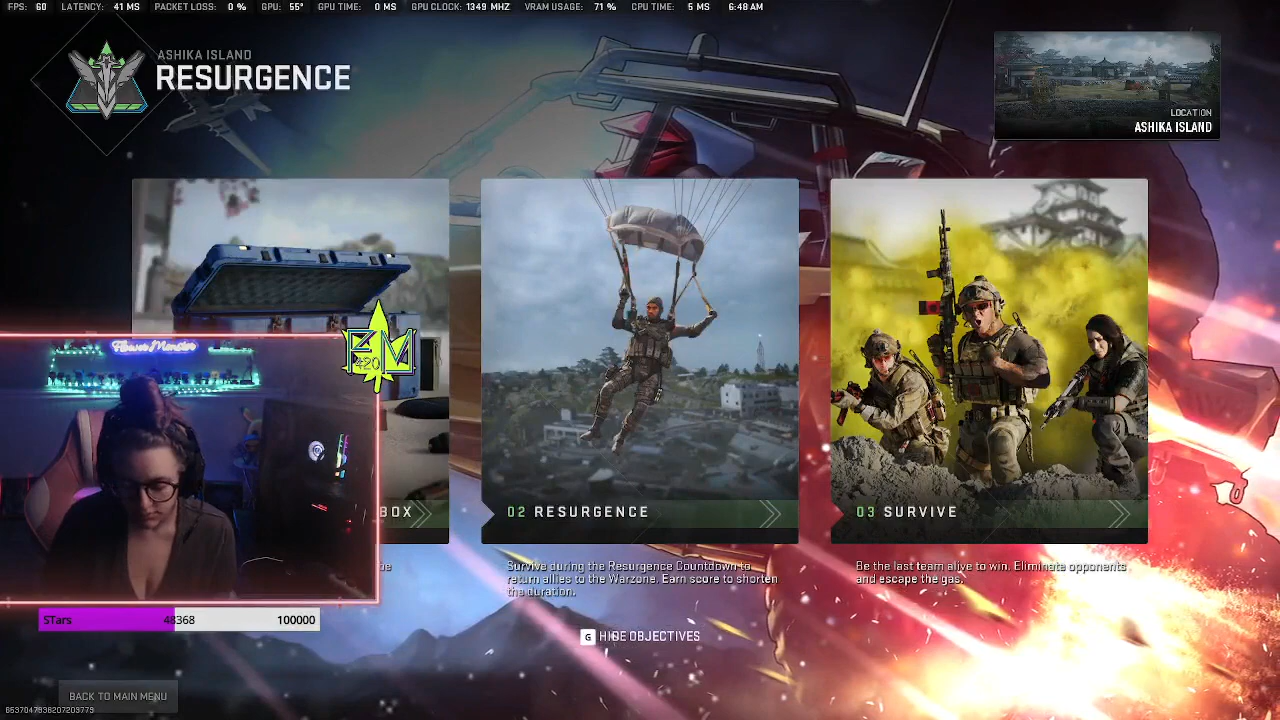 FPS: 60 LATENCY: 41 MS PACKET LOSS: 0 % GPU: 55° GPU TIME: 0 MS GPU CLOCK: 1349 MHZ VRAM USAGE: 71 % CPU TIME: 5 MS 6:48 AM
ASHIKA ISLAND
RESURGENCE
LOCATION
ASHIKA ISLAND
Flower Monster
FM
420
BOX
02 RESURGENCE
03 SURVIVE
Survive during the Resurgence Countdown to
return allies to the Warzone. Earn score to shorten
the duration.
Be the last team alive to win. Eliminate opponents
and escape the gas.
STars 48368 100000
G HIDE OBJECTIVES
BACK TO MAIN MENU